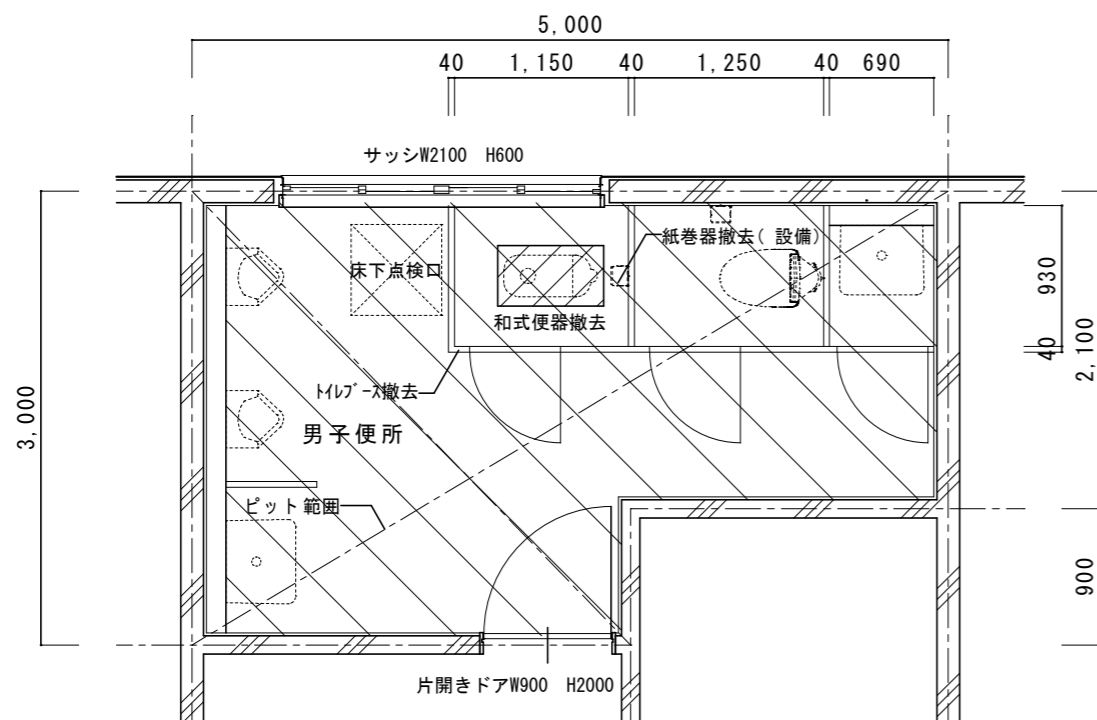 5,000
40 1,150 40 1,250 40 690
サッシW2100 H600
紙巻器撤去( 設備)
床下点検口
和式便器撤去
930
40
2,100
ﾄｲﾚﾌﾞｰｽ撤去
男子便所
3,000
ピット 範囲
900
片開きドアW900 H2000